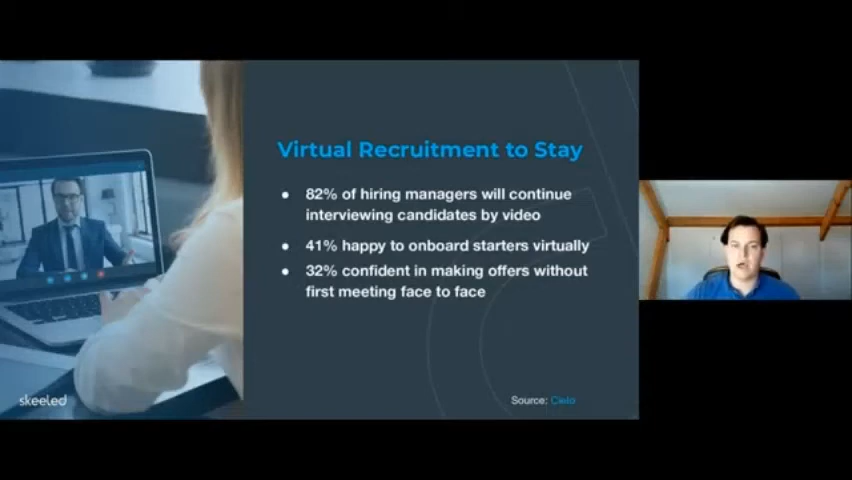 Virtual Recruitment to Stay
82% of hiring managers will continue
interviewing candidates by video
41% happy to onboard starters virtually
32% confident in making offers without
first meeting face to face
skeeled
Source: Cielo